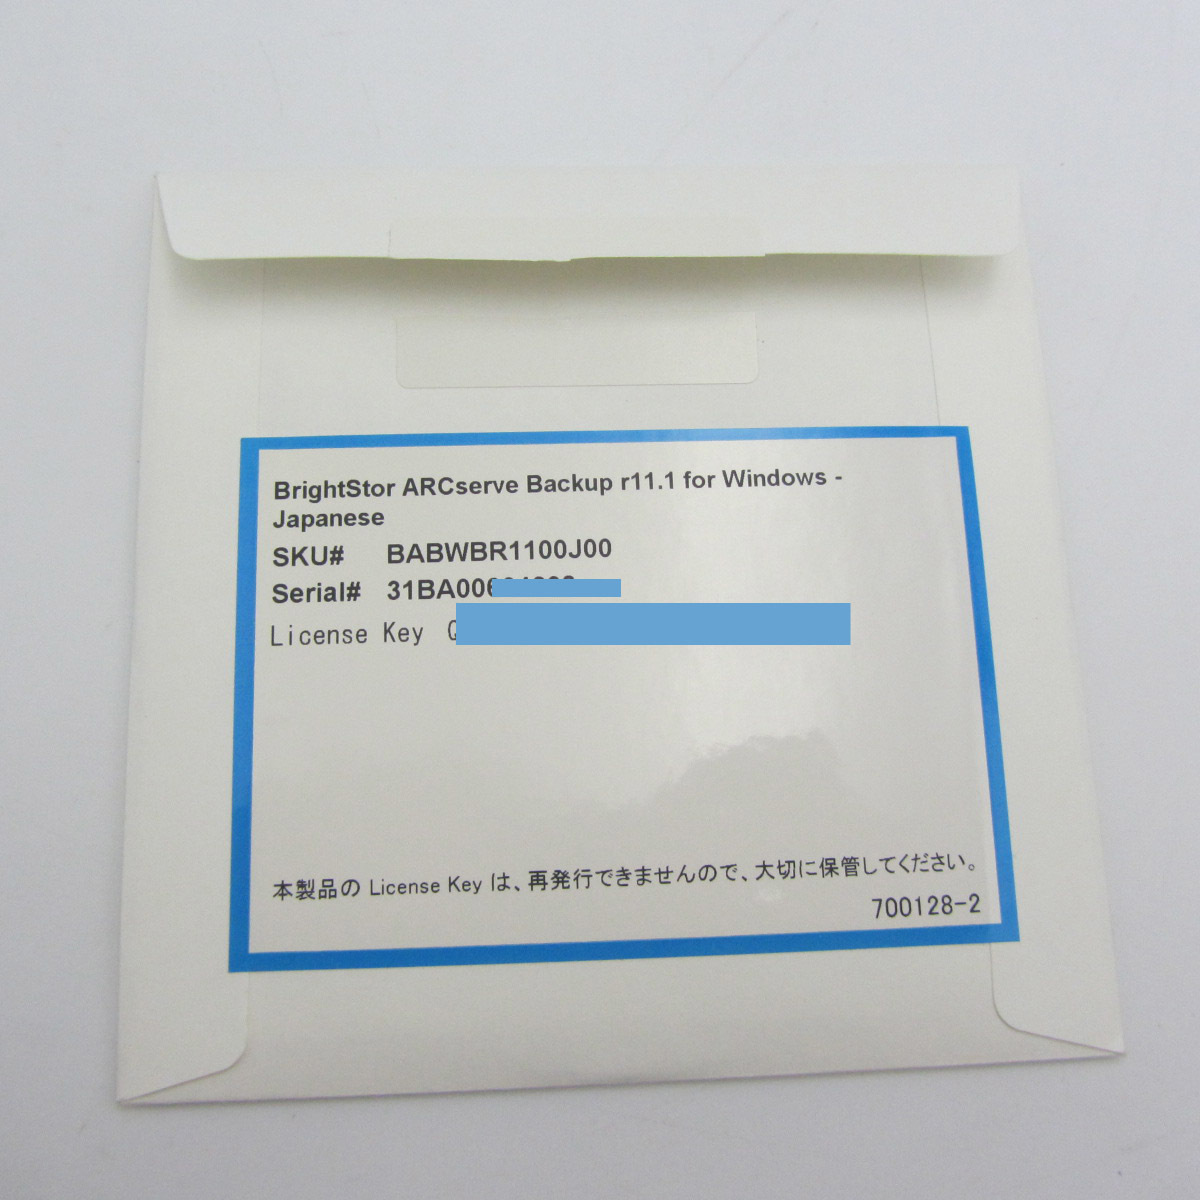 BrightStor ARCserve Backup r11.1 for Windows -
Japanese
SKU# BABWBR1100J00
Serial# 31BA00
License Key
本製品の License Key は、再発行できませんので、大切に保管してください。
700128-2